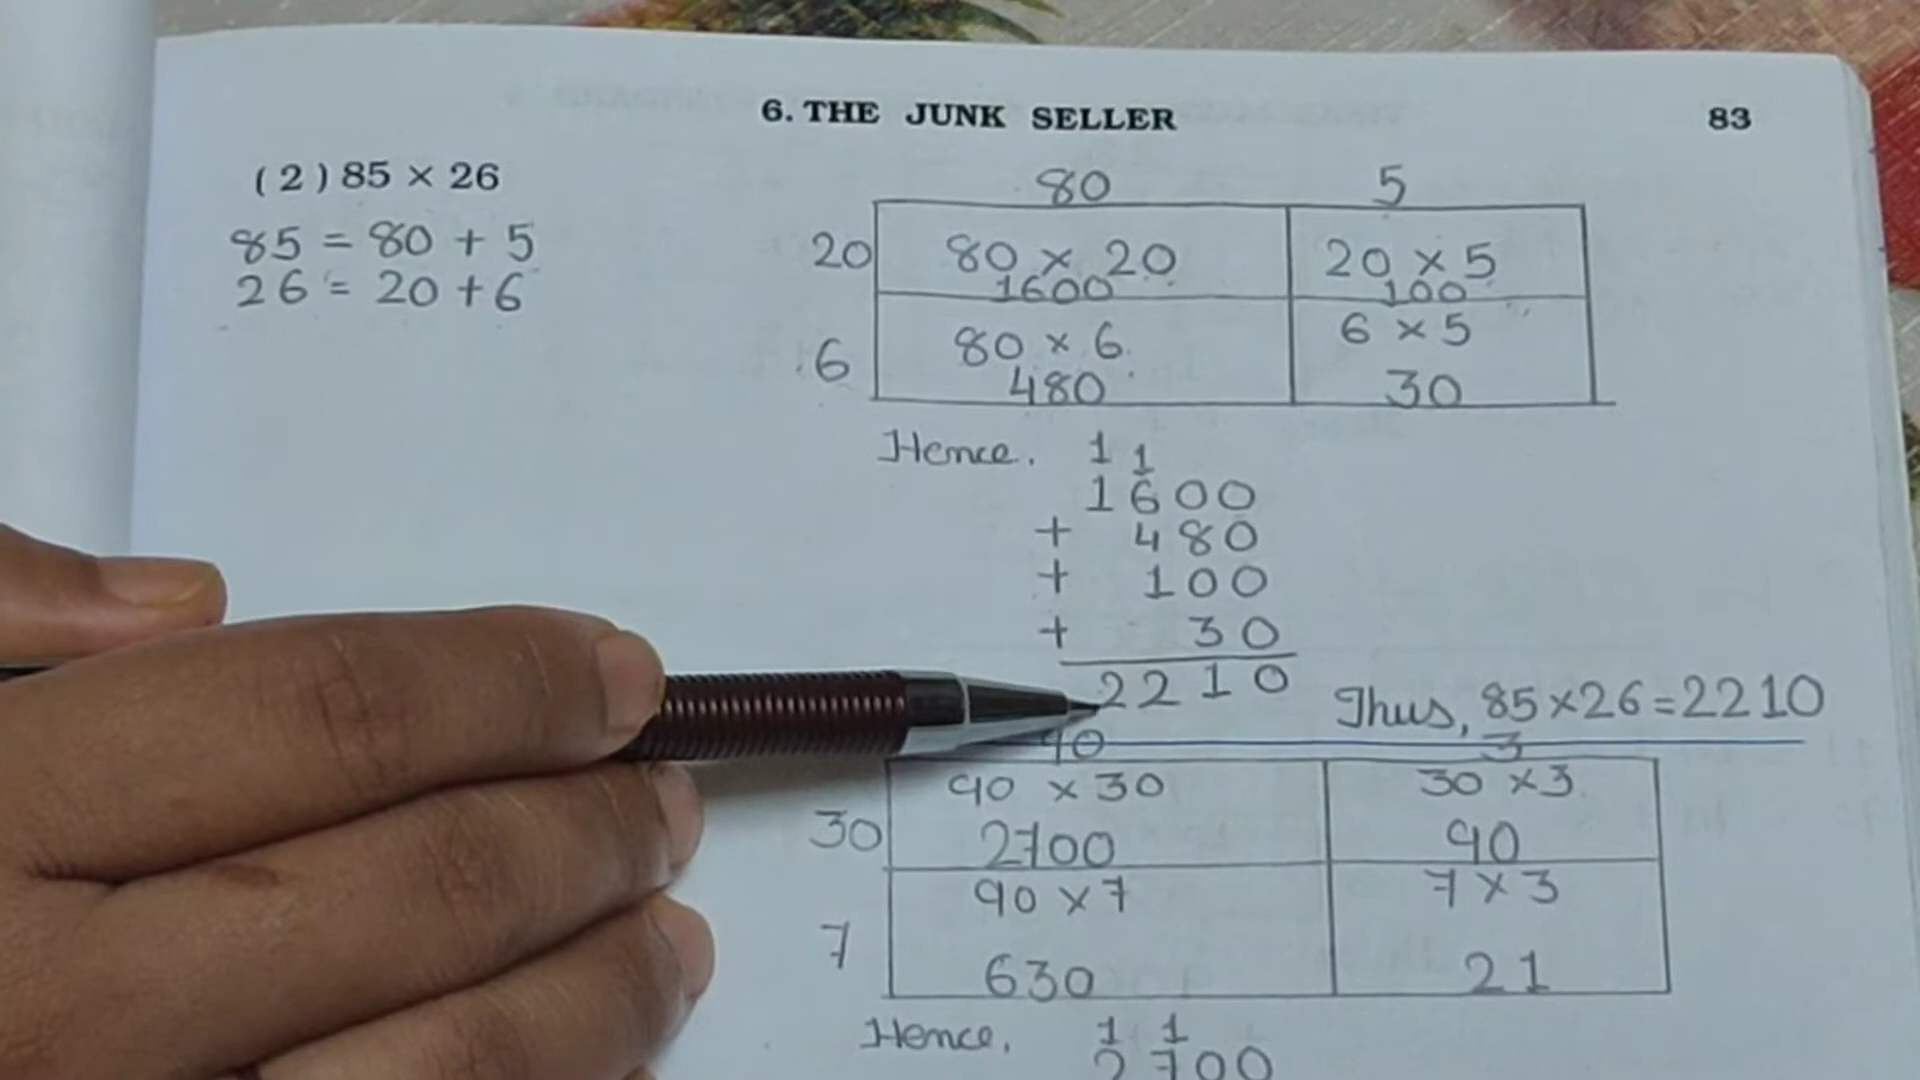 6. THE JUNK SELLER 83
(2) 85 × 26
85 = 80 + 5
26 = 20 + 6
80 5
20 80 × 20 20 × 5
1600 100
6 80 × 6 6 × 5
480 30
Hence. 1 1
1600
+ 480
+ 100
+ 30
2210
Thus, 85 × 26 = 2210
90 3
30 90 × 30 30 × 3
2700 90
7 90 × 7 7 × 3
630 21
Hence. 1 1
2700